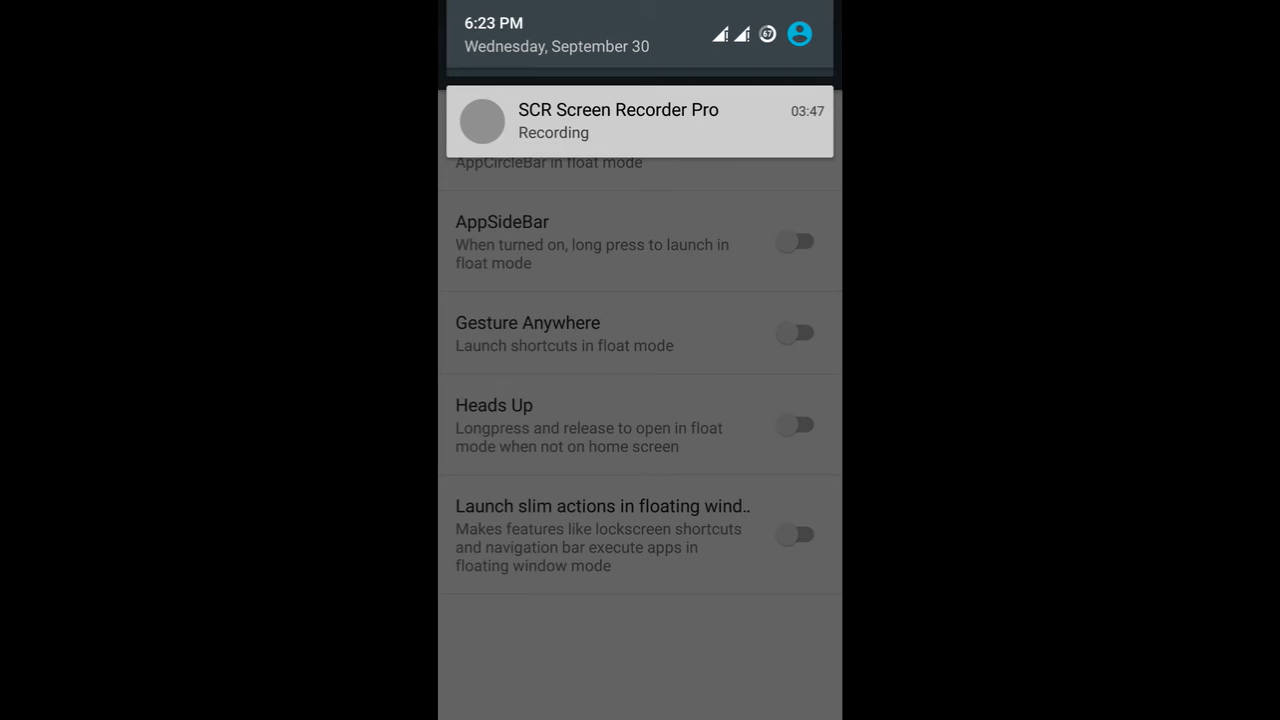 6:23 PM
Wednesday, September 30
67
SCR Screen Recorder Pro
03:47
Recording
AppCircleBar in float mode
AppSideBar
When turned on, long press to launch in
float mode
Gesture Anywhere
Launch shortcuts in float mode
Heads Up
Longpress and release to open in float
mode when not on home screen
Launch slim actions in floating wind..
Makes features like lockscreen shortcuts
and navigation bar execute apps in
floating window mode